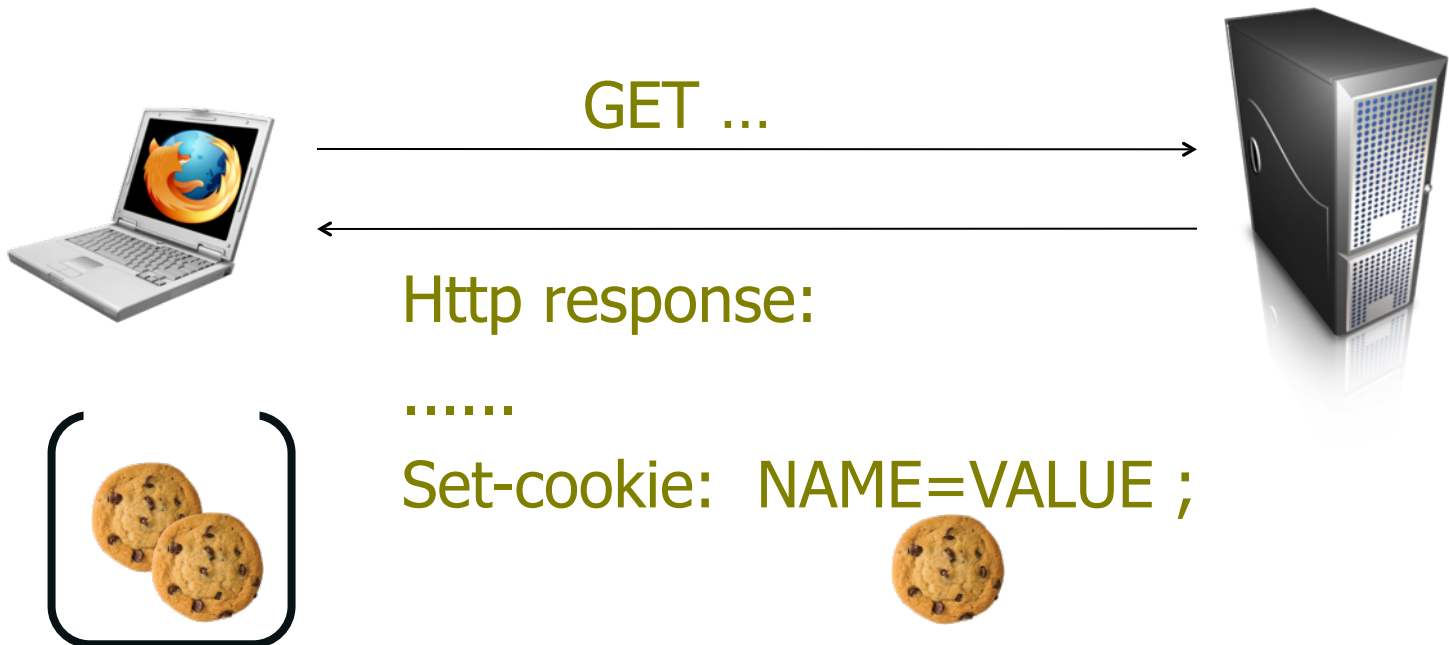 GET ...
Http response:
......
Set-cookie: NAME=VALUE ;